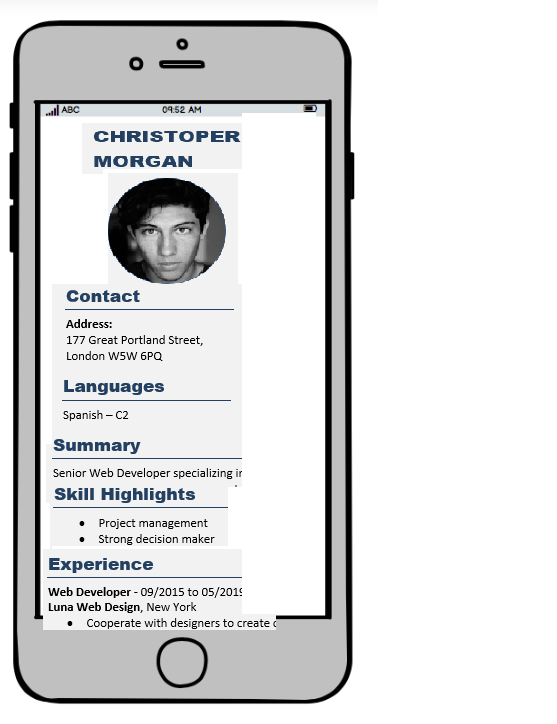 ABC 09:52 AM
CHRISTOPER
MORGAN
Contact
Address:
177 Great Portland Street,
London W5W 6PQ
Languages
Spanish – C2
Summary
Senior Web Developer specializing
Skill Highlights
• Project management
• Strong decision maker
Experience
Web Developer - 09/2015 to 05/2019
Luna Web Design, New York
• Cooperate with designers to create